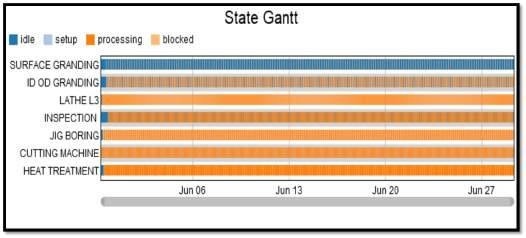 State Gantt
idle setup processing blocked
SURFACE GRANDING
ID OD GRANDING
LATHE L3
INSPECTION
JIG BORING
CUTTING MACHINE
HEAT TREATMENT
Jun 06 Jun 13 Jun 20 Jun 27